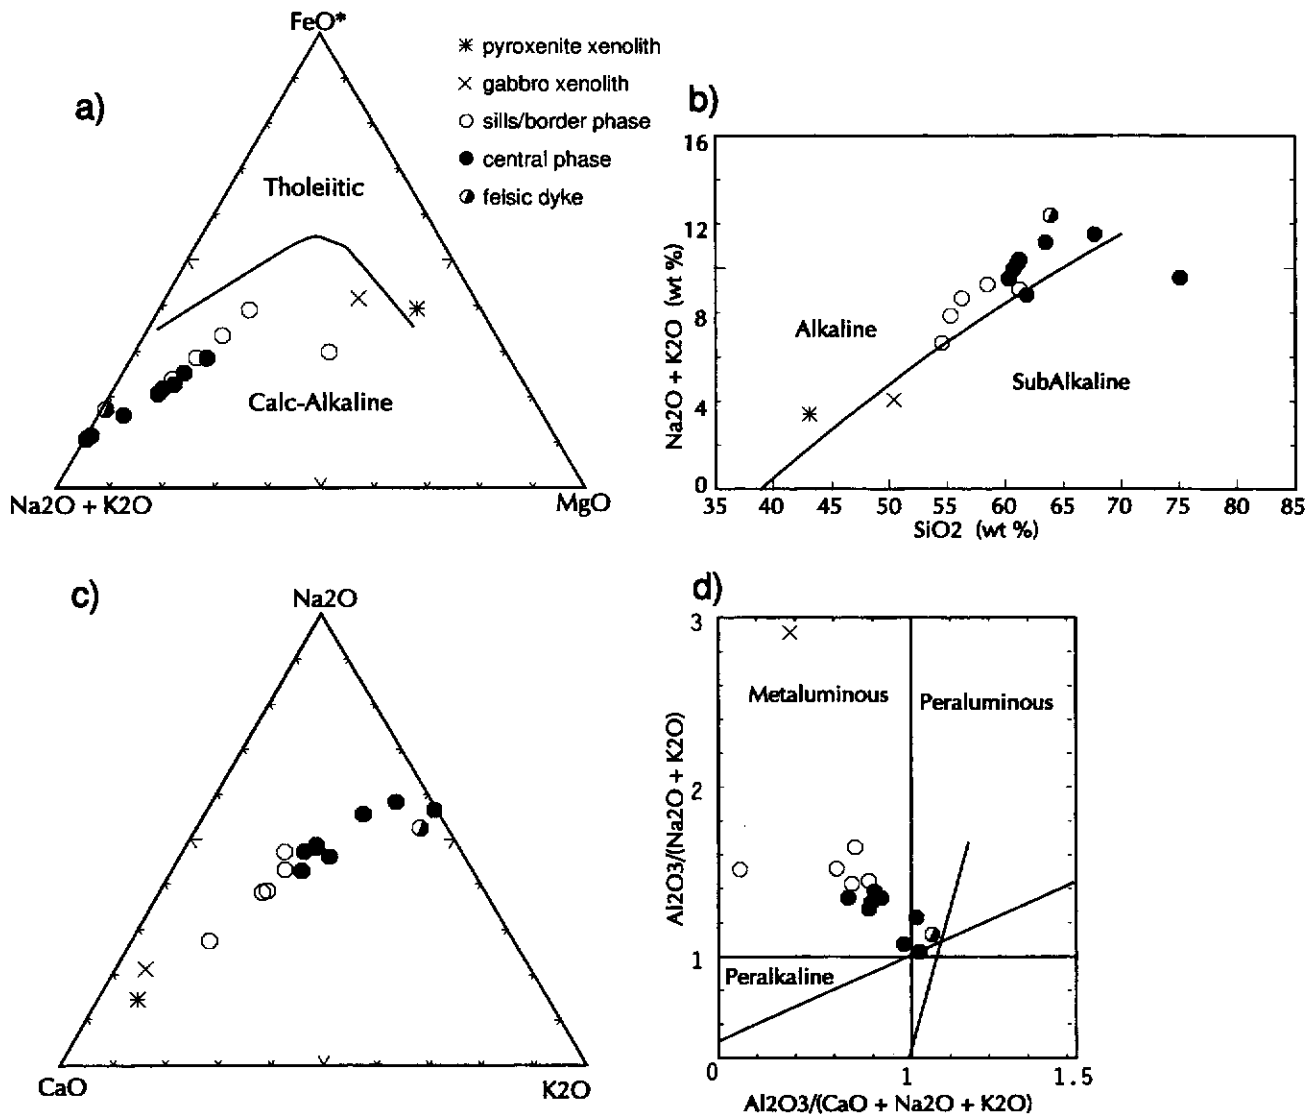 a)
FeO*
pyroxenite xenolith
gabbro xenolith
sills/border phase
central phase
felsic dyke
Tholeiitic
Calc-Alkaline
Na2O + K2O
MgO
b)
16
12
8
4
0
Na2O + K2O (wt %)
Alkaline
SubAlkaline
35 40 45 50 55 60 65 70 75 80 85
SiO2 (wt %)
c)
Na2O
CaO
K2O
d)
3
2
1
Al2O3/(Na2O + K2O)
Metaluminous
Peraluminous
Peralkaline
0 1 1.5
Al2O3/(CaO + Na2O + K2O)